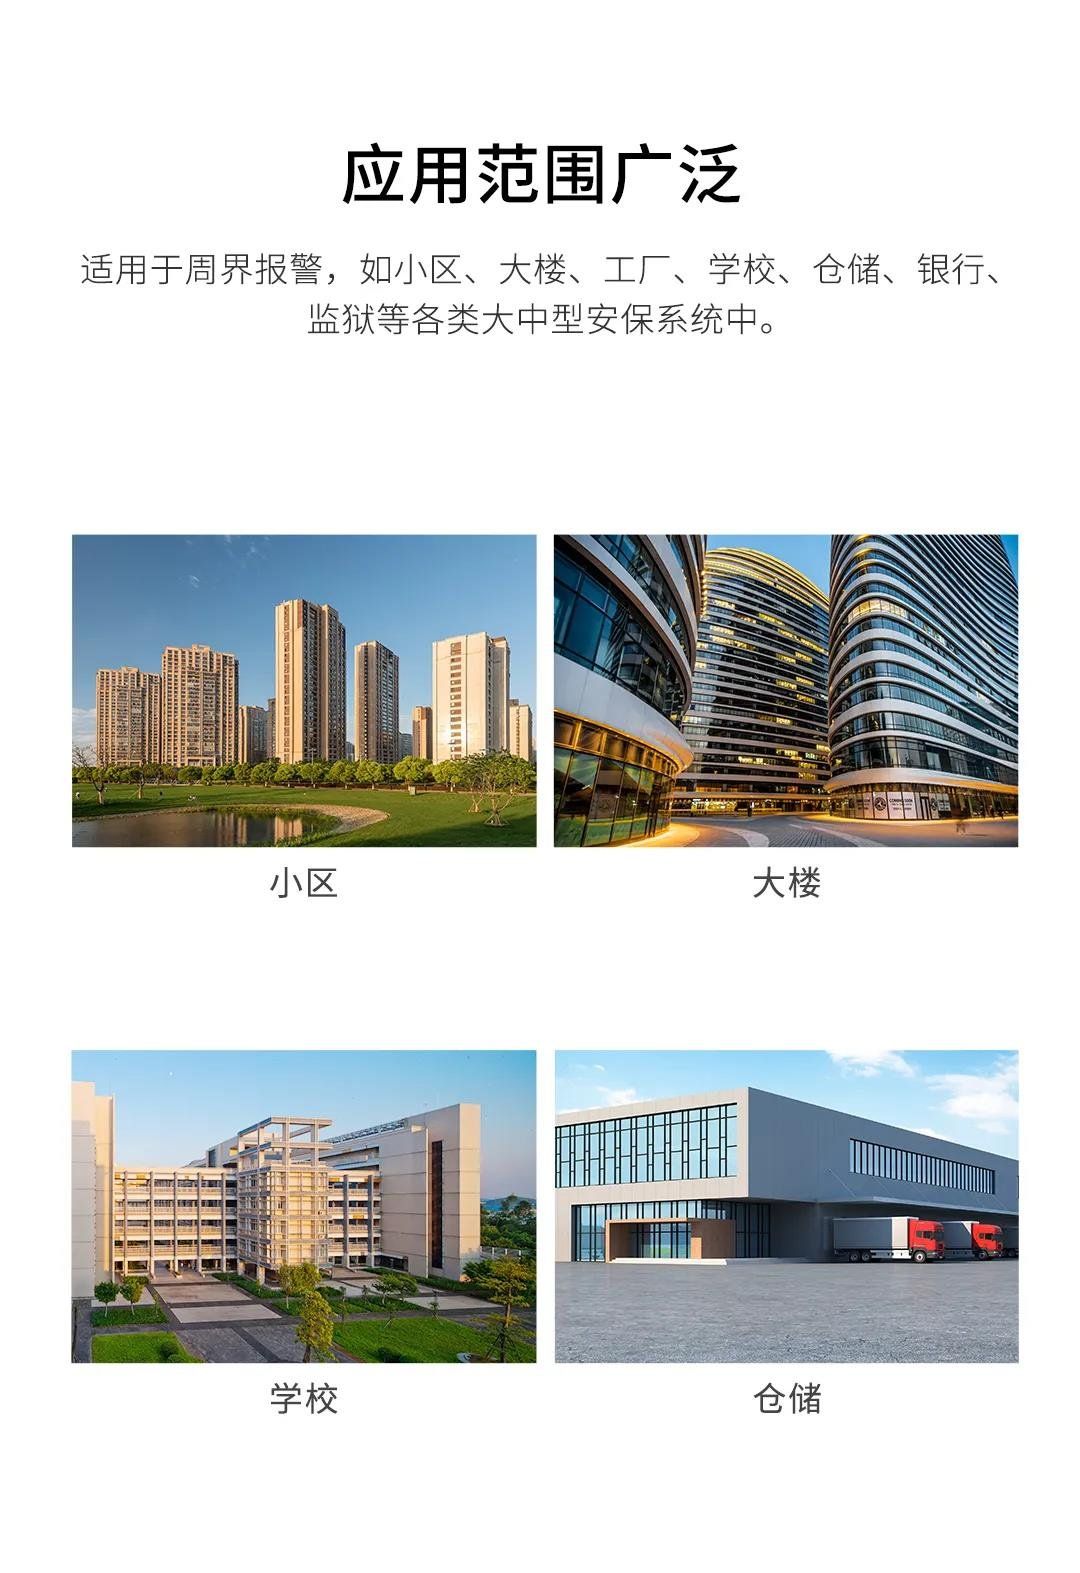 应用范围广泛
适用于周界报警，如小区、大楼、工厂、学校、仓储、银行、
监狱等各类大中型安保系统中。
小区
大楼
学校
仓储